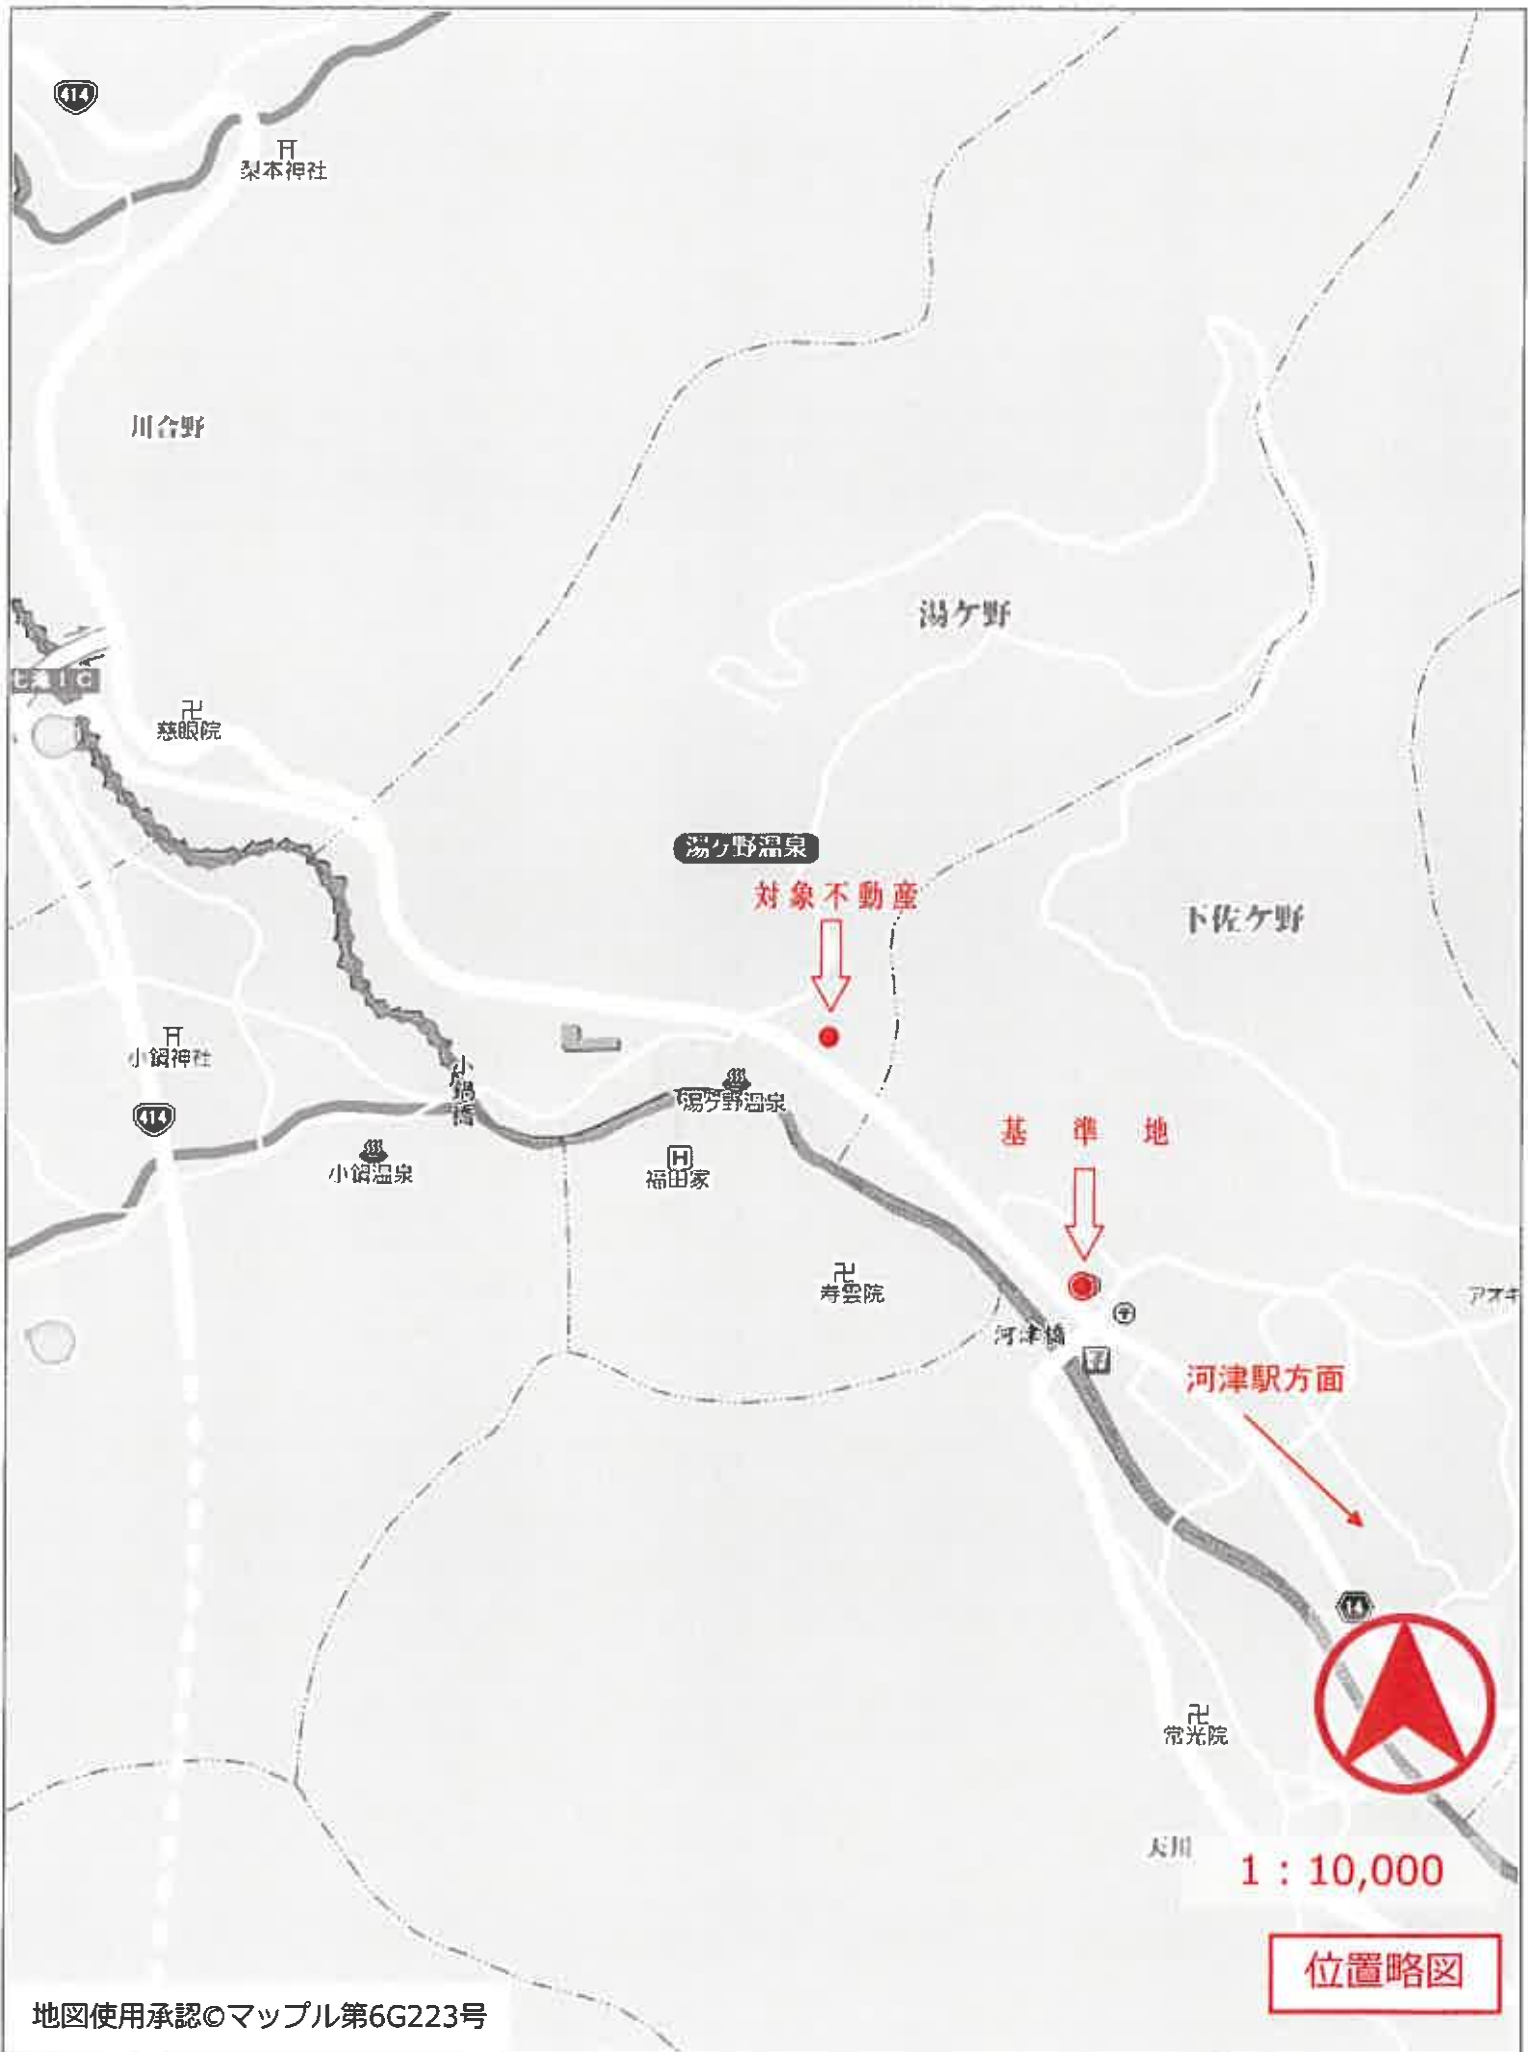 414
梨本神社
川合野
湯ケ野
七滝IC
慈眼院
湯ケ野温泉
対象不動産
下佐ケ野
小鍋神社
小鍋橋
414
湯ケ野温泉
基準地
小鍋温泉
H
福田家
寿雲院
アオキ
河津橋
河津駅方面
14
常光院
天川
1：10,000
位置略図
地図使用承認©マップル第6G223号